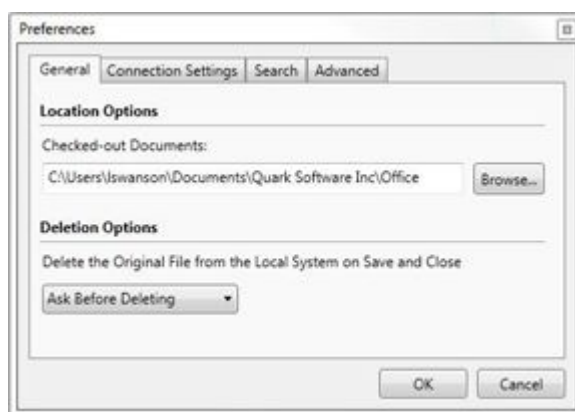 Preferences
General Connection Settings Search Advanced
Location Options
Checked-out Documents:
C:\Users\lswanson\Documents\Quark Software Inc\Office Browse...
Deletion Options
Delete the Original File from the Local System on Save and Close
Ask Before Deleting
OK Cancel